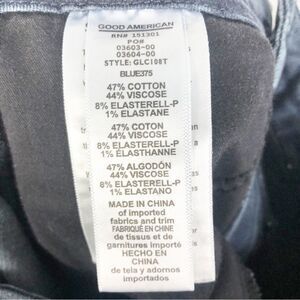 GOOD AMERICAN
RN# 151301
PO#
03603-00
03604-00
STYLE: GLC108T
BLUE375
47% COTTON
44% VISCOSE
8% ELASTERELL-P
1% ELASTANE
47% COTON
44% VISCOSE
8% ELASTERELL-P
1% ELASTHANNE
47% ALGODÓN
44% VISCOSE
8% ELASTERELL-P
1% ELASTANO
MADE IN CHINA
of imported
fabrics and trim
FABRIQUÉ EN CHINE
de tissus et de
garnitures importés
HECHO EN
CHINA
de tela y adornos
importados